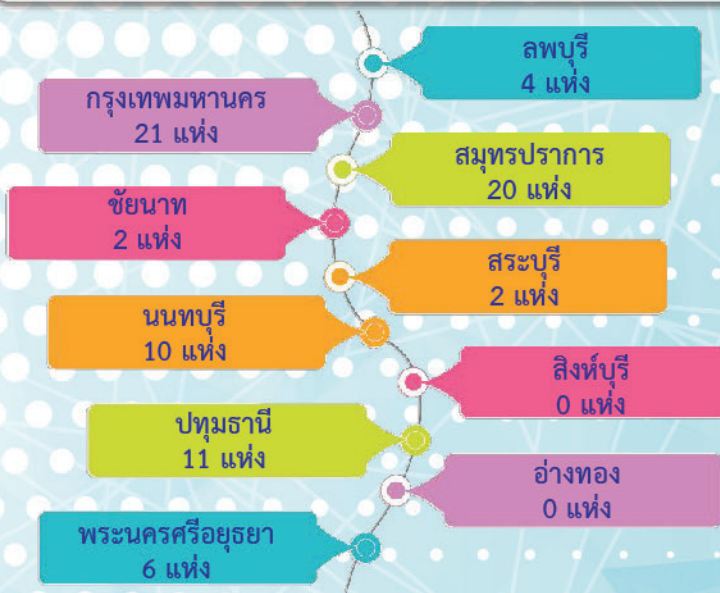 ลพบุรี
4 แห่ง
กรุงเทพมหานคร
21 แห่ง
สมุทรปราการ
20 แห่ง
ชัยนาท
2 แห่ง
สระบุรี
2 แห่ง
นนทบุรี
10 แห่ง
สิงห์บุรี
0 แห่ง
ปทุมธานี
11 แห่ง
อ่างทอง
0 แห่ง
พระนครศรีอยุธยา
6 แห่ง